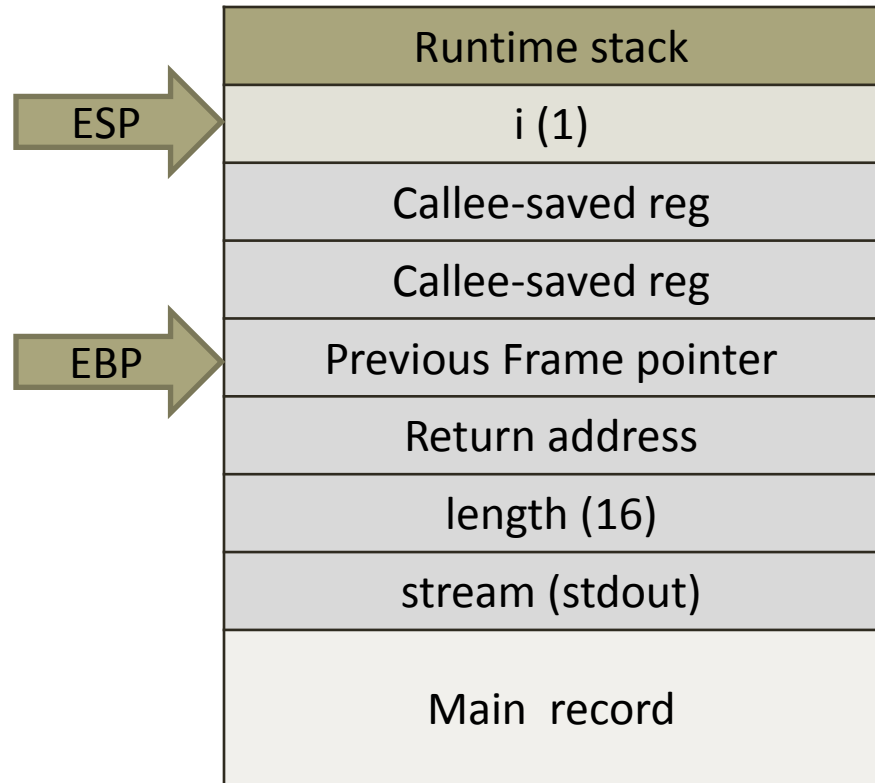 Runtime stack
ESP
i (1)
Callee-saved reg
Callee-saved reg
EBP
Previous Frame pointer
Return address
length (16)
stream (stdout)
Main record